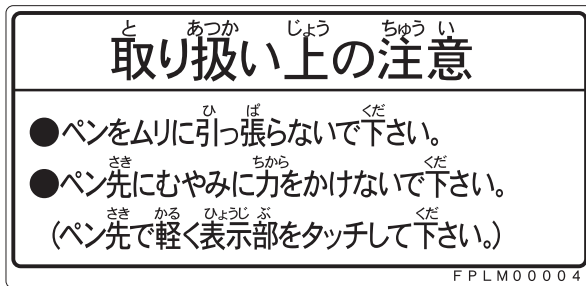 取り扱い上の注意
●ペンをムリに引っ張らないで下さい。
●ペン先にむやみに力をかけないで下さい。
(ペン先で軽く表示部をタッチして下さい。)
FPLM00004